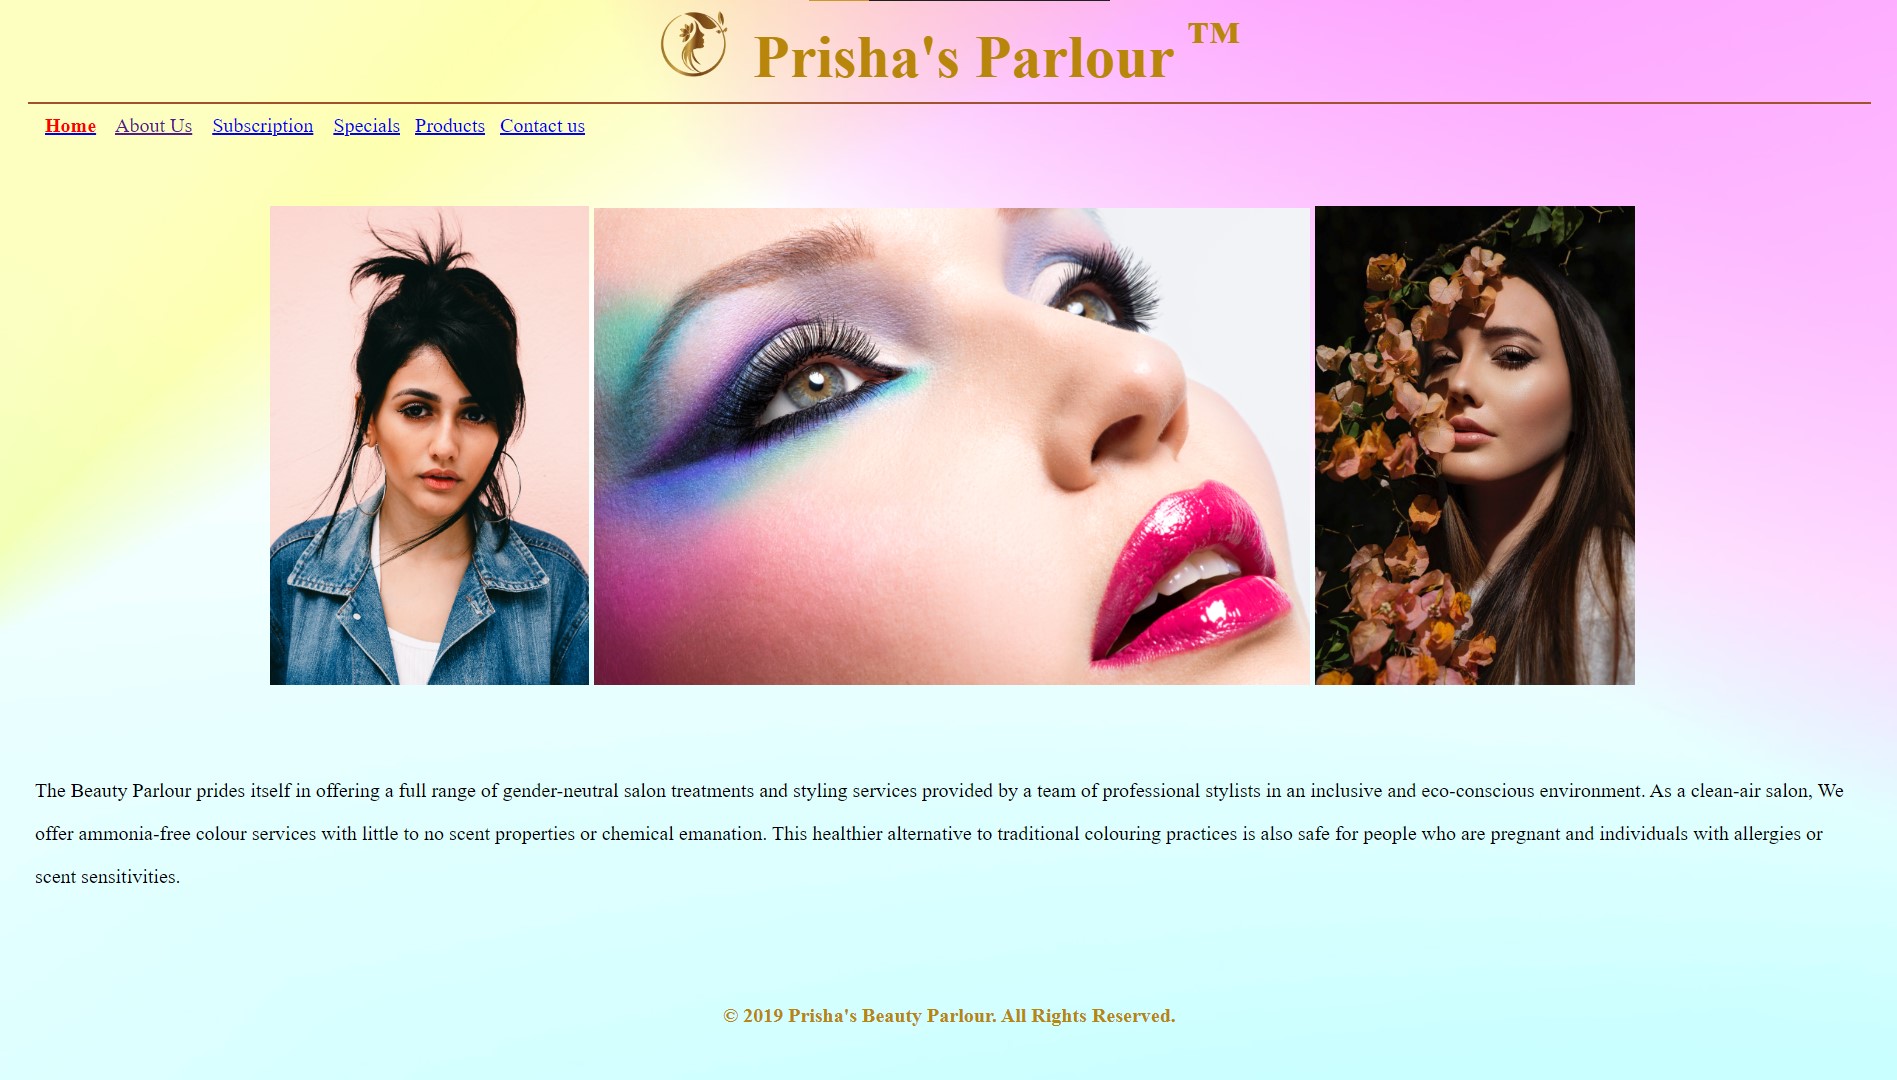 Prisha's Parlour ™
Home About Us Subscription Specials Products Contact us
The Beauty Parlour prides itself in offering a full range of gender-neutral salon treatments and styling services provided by a team of professional stylists in an inclusive and eco-conscious environment. As a clean-air salon, We
offer ammonia-free colour services with little to no scent properties or chemical emanation. This healthier alternative to traditional colouring practices is also safe for people who are pregnant and individuals with allergies or
scent sensitivities.
© 2019 Prisha's Beauty Parlour. All Rights Reserved.